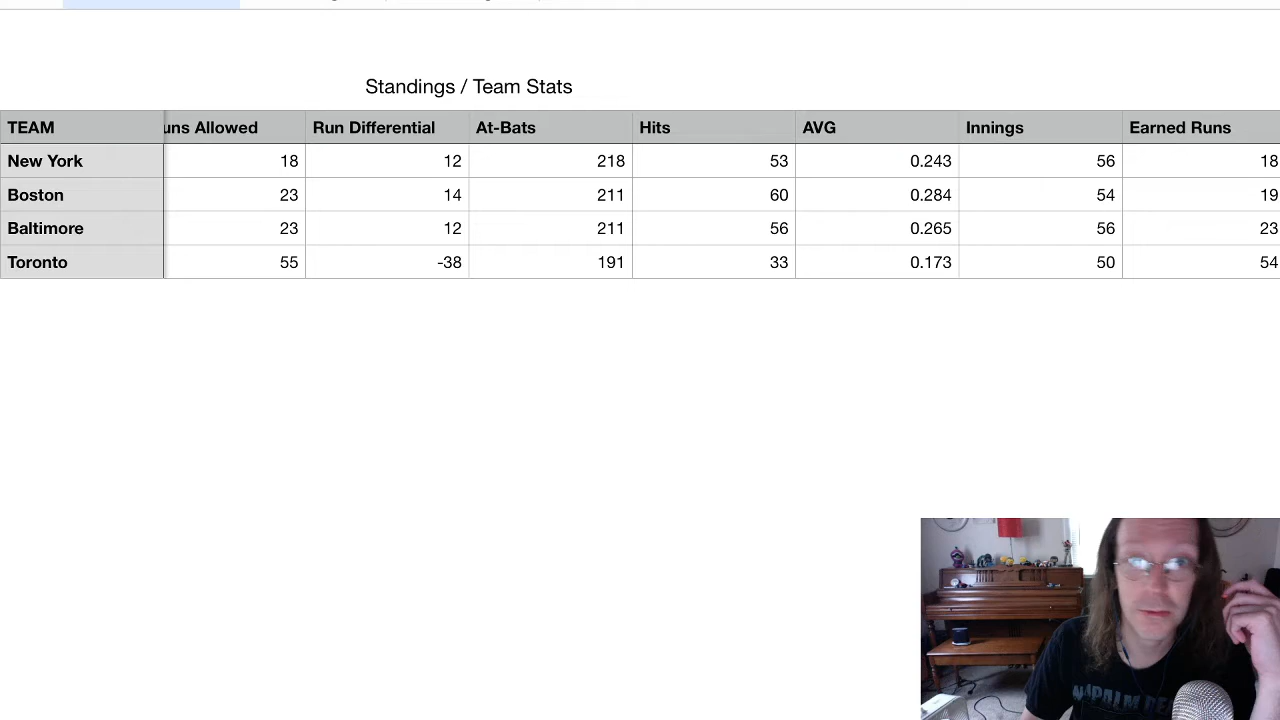 Standings / Team Stats
TEAM uns Allowed Run Differential At-Bats Hits AVG Innings Earned Runs
New York 18 12 218 53 0.243 56 18
Boston 23 14 211 60 0.284 54 19
Baltimore 23 12 211 56 0.265 56 23
Toronto 55 -38 191 33 0.173 50 54